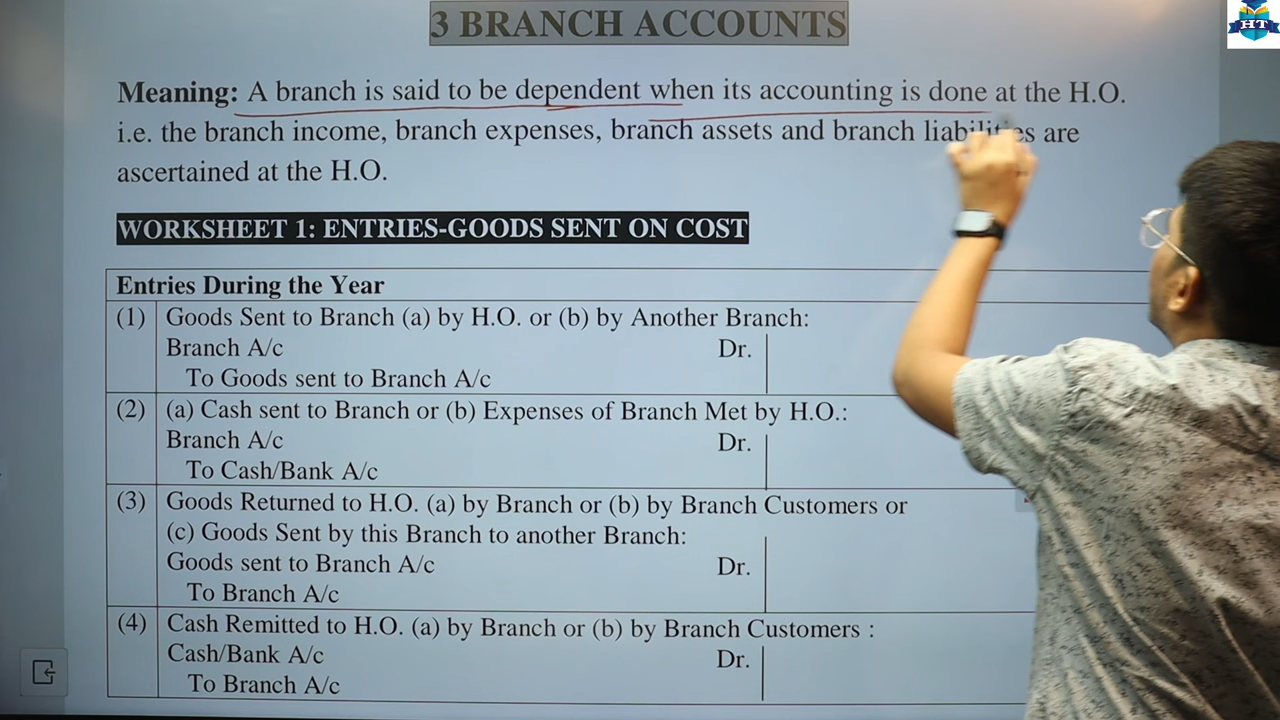 HT
3 BRANCH ACCOUNTS
Meaning: A branch is said to be dependent when its accounting is done at the H.O.
i.e. the branch income, branch expenses, branch assets and branch liabilities are
ascertained at the H.O.
WORKSHEET 1: ENTRIES-GOODS SENT ON COST
Entries During the Year
(1) Goods Sent to Branch (a) by H.O. or (b) by Another Branch:
Branch A/c Dr.
To Goods sent to Branch A/c
(2) (a) Cash sent to Branch or (b) Expenses of Branch Met by H.O.:
Branch A/c Dr.
To Cash/Bank A/c
(3) Goods Returned to H.O. (a) by Branch or (b) by Branch Customers or
(c) Goods Sent by this Branch to another Branch:
Goods sent to Branch A/c Dr.
To Branch A/c
(4) Cash Remitted to H.O. (a) by Branch or (b) by Branch Customers :
Cash/Bank A/c Dr.
To Branch A/c